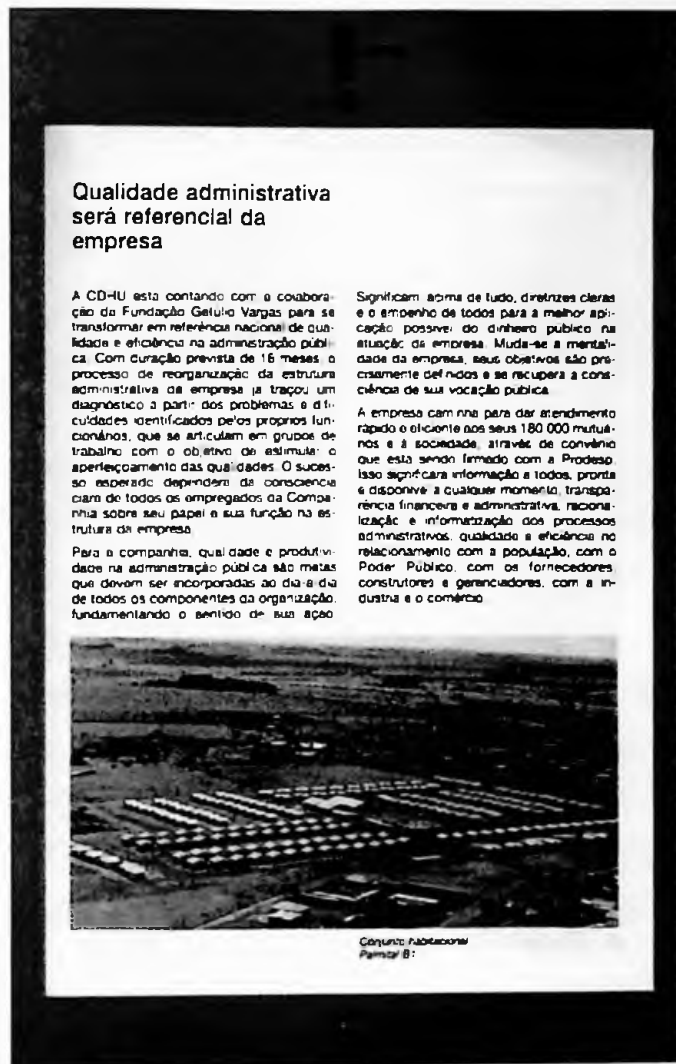 Qualidade administrativa
será referencial da
empresa
A CDHU está contando com a colabora-
ção da Fundação Getúlio Vargas para se
transformar em referência nacional de qua-
lidade e eficiência na administração públi-
ca. Com duração prevista de 16 meses, o
processo de reorganização da estrutura
administrativa da empresa já traçou um
diagnóstico a partir dos problemas e difi-
culdades identificados pelos próprios fun-
cionários, que se articulam em grupos de
trabalho com o objetivo de estimular o
aperfeiçoamento das qualidades. O suces-
so esperado dependerá da consciência
clara de todos os empregados da Compa-
nhia sobre seu papel e sua função na es-
trutura da empresa.
Para a companhia, qualidade e produtivi-
dade na administração pública são metas
que devem ser incorporadas ao dia-a-dia
de todos os componentes da organização,
fundamentando o sentido de sua ação.
Significam, acima de tudo, diretrizes claras
e o empenho de todos para a melhor apli-
cação possível do dinheiro público na
atuação da empresa. Muda-se a mentali-
dade da empresa, seus objetivos são pre-
cisamente definidos e se recupera a cons-
ciência de sua vocação pública.
A empresa caminha para dar atendimento
rápido e eficiente aos seus 180 000 mutuá-
rios e à sociedade, através de convênio
que está sendo firmado com a Prodesp.
Isso significará informação a todos, pronta
e disponível a qualquer momento, transpa-
rência financeira e administrativa, raciona-
lização e informatização dos processos
administrativos, qualidade e eficiência no
relacionamento com a população, com o
Poder Público, com os fornecedores,
construtores e gerenciadores, com a in-
dústria e o comércio.
Conjunto habitacional
Palmital B